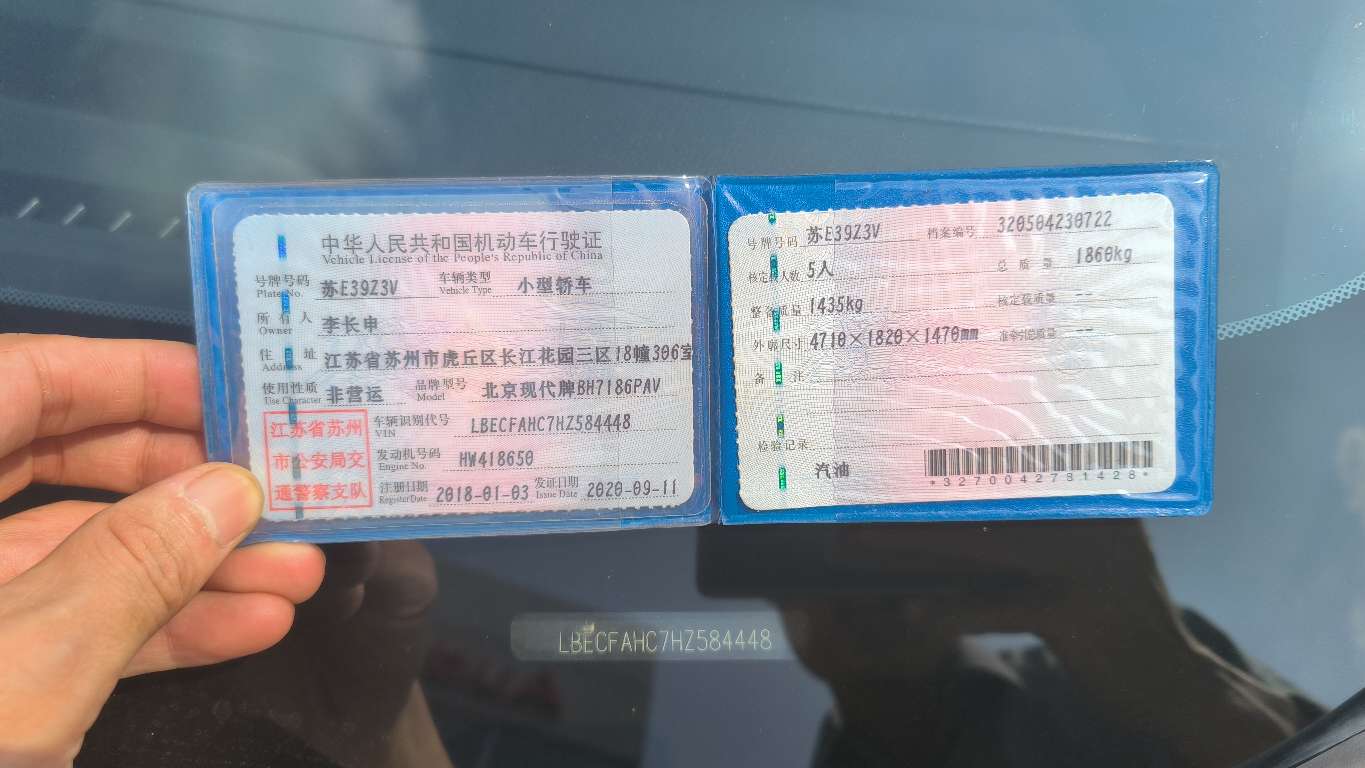 中华人民共和国机动车行驶证
Vehicle License of the People's Republic of China
号牌号码 苏E39Z3V 车辆类型 小型轿车
Plate No. Vehicle Type
所有人 李长申
Owner
住址 江苏省苏州市虎丘区长江花园三区18幢306室
Address
使用性质 非营运 品牌型号 北京现代牌BH7186PAV
Use Character Model
江苏省苏州
市公安局交
通警察支队
车辆识别代号 LBECFAHC7HZ584448
VIN
发动机号码 HW418650
Engine No.
注册日期 2018-01-03 发证日期 2020-09-11
Register Date Issue Date
号牌号码 苏E39Z3V 档案编号 320504230722
核定载人数 5人 总质量 1860kg
整备质量 1435kg 核定载质量 --
外廓尺寸 4710×1820×1470mm 准牵引总质量 --
备注
检验记录
汽油
*3270042731428*
LBECFAHC7HZ584448